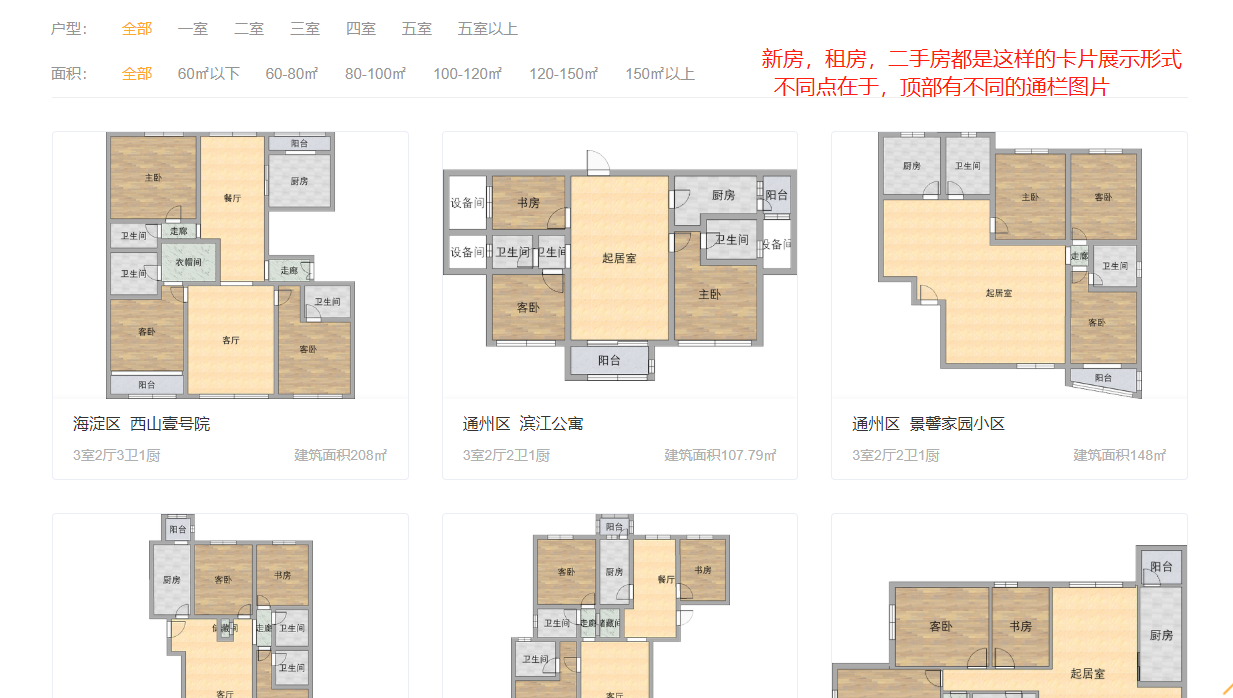 户型： 全部 一室 二室 三室 四室 五室 五室以上
面积： 全部 60㎡以下 60-80㎡ 80-100㎡ 100-120㎡ 120-150㎡ 150㎡以上
新房，租房，二手房都是这样的卡片展示形式
不同点在于，顶部有不同的通栏图片
主卧
餐厅
阳台
厨房
卫生间
走廊
卫生间
衣帽间
走廊
卫生间
客卧
客厅
客卧
阳台
设备间
书房
厨房
阳台
设备间
卫生间
卫生间
起居室
卫生间
设备间
客卧
主卧
阳台
厨房
卫生间
主卧
客卧
走廊
卫生间
起居室
客卧
阳台
海淀区 西山壹号院
3室2厅3卫1厨 建筑面积208㎡
通州区 滨江公寓
3室2厅2卫1厨 建筑面积107.79㎡
通州区 景馨家园小区
3室2厅2卫1厨 建筑面积148㎡
阳台
厨房
客卧
书房
储藏间
走廊
卫生间
卫生间
客厅
阳台
客卧
厨房
餐厅
书房
卫生间
走廊
储藏间
卫生间
客厅
阳台
客卧
书房
厨房
起居室